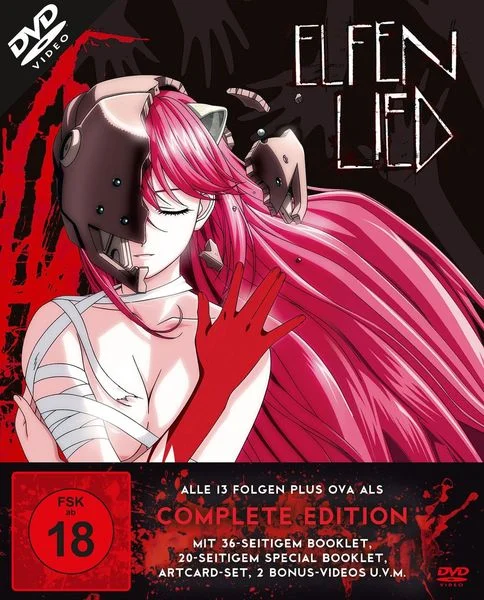 DVD
VIDEO
ELFEN
LIED
ALLE 13 FOLGEN PLUS OVA ALS
COMPLETE EDITION
MIT 36-SEITIGEM BOOKLET,
20-SEITIGEM SPECIAL BOOKLET,
ARTCARD-SET, 2 BONUS-VIDEOS U.V.M.
FSK
ab
18
DVD
VIDEO